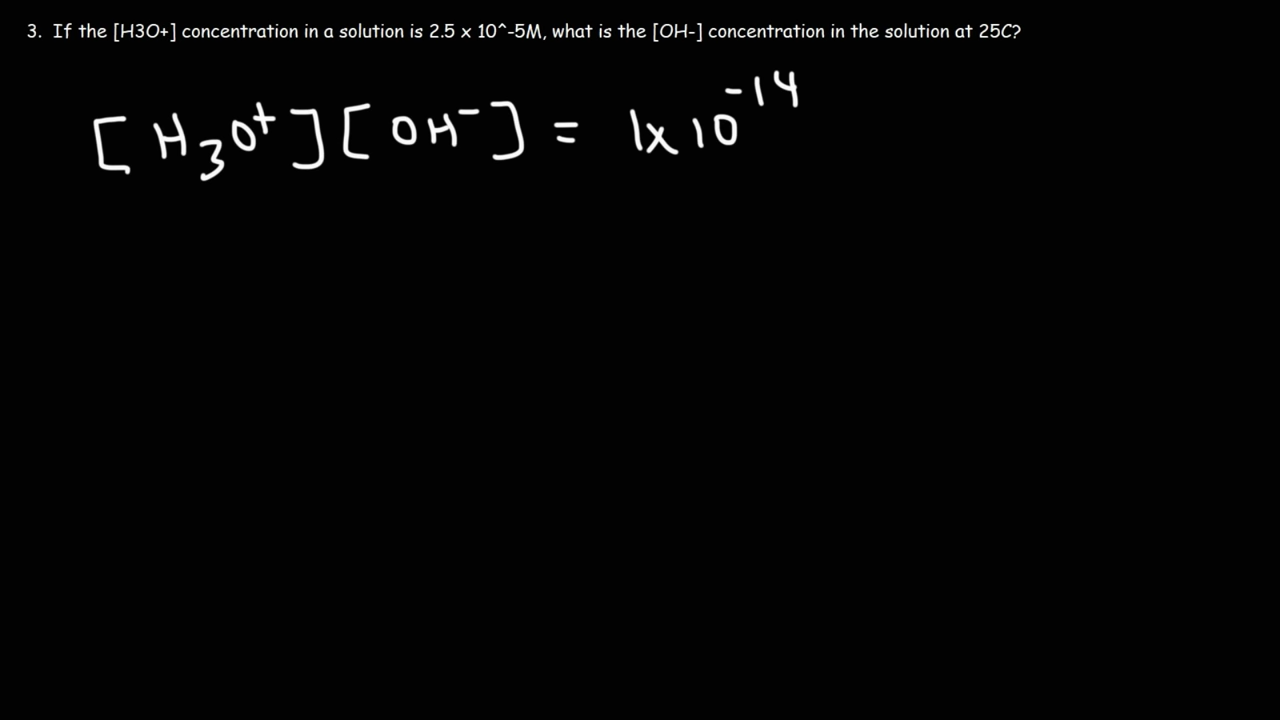 3. If the [H3O+] concentration in a solution is 2.5 x 10^-5M, what is the [OH-] concentration in the solution at 25C?
[H₃O⁺][OH⁻] = 1x10⁻¹⁴